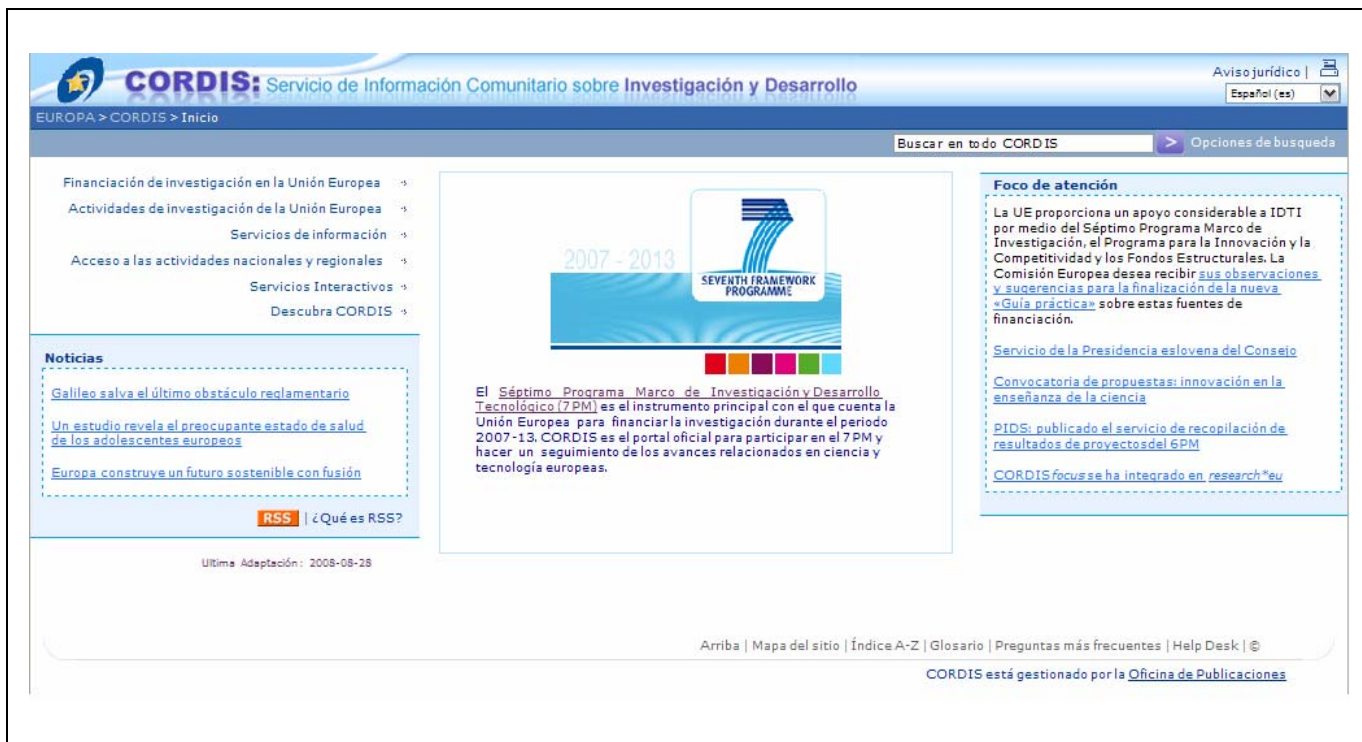 CORDIS: Servicio de Información Comunitario sobre Investigación y Desarrollo
Aviso jurídico |
Español (es)
EUROPA > CORDIS > Inicio
Buscar en todo CORDIS > Opciones de busqueda
Financiación de investigación en la Unión Europea
Actividades de investigación de la Unión Europea
Servicios de información
Acceso a las actividades nacionales y regionales
Servicios Interactivos
Descubra CORDIS
Noticias
Galileo salva el último obstáculo reglamentario
Un estudio revela el preocupante estado de salud
de los adolescentes europeos
Europa construye un futuro sostenible con fusión
RSS | ¿Qué es RSS?
Ultima Adaptación: 2008-08-28
2007 - 2013
SEVENTH FRAMEWORK
PROGRAMME
El Séptimo Programa Marco de Investigación y Desarrollo
Tecnológico (7PM) es el instrumento principal con el que cuenta la
Unión Europea para financiar la investigación durante el periodo
2007-13. CORDIS es el portal oficial para participar en el 7PM y
hacer un seguimiento de los avances relacionados en ciencia y
tecnología europeas.
Foco de atención
La UE proporciona un apoyo considerable a IDTI
por medio del Séptimo Programa Marco de
Investigación, el Programa para la Innovación y la
Competitividad y los Fondos Estructurales. La
Comisión Europea desea recibir sus observaciones
y sugerencias para la finalización de la nueva
«Guía práctica» sobre estas fuentes de
financiación.
Servicio de la Presidencia eslovena del Consejo
Convocatoria de propuestas: innovación en la
enseñanza de la ciencia
PIDS: publicado el servicio de recopilación de
resultados de proyectosdel 6PM
CORDIS focus se ha integrado en research*eu
Arriba | Mapa del sitio | Índice A-Z | Glosario | Preguntas más frecuentes | Help Desk | ©
CORDIS está gestionado por la Oficina de Publicaciones